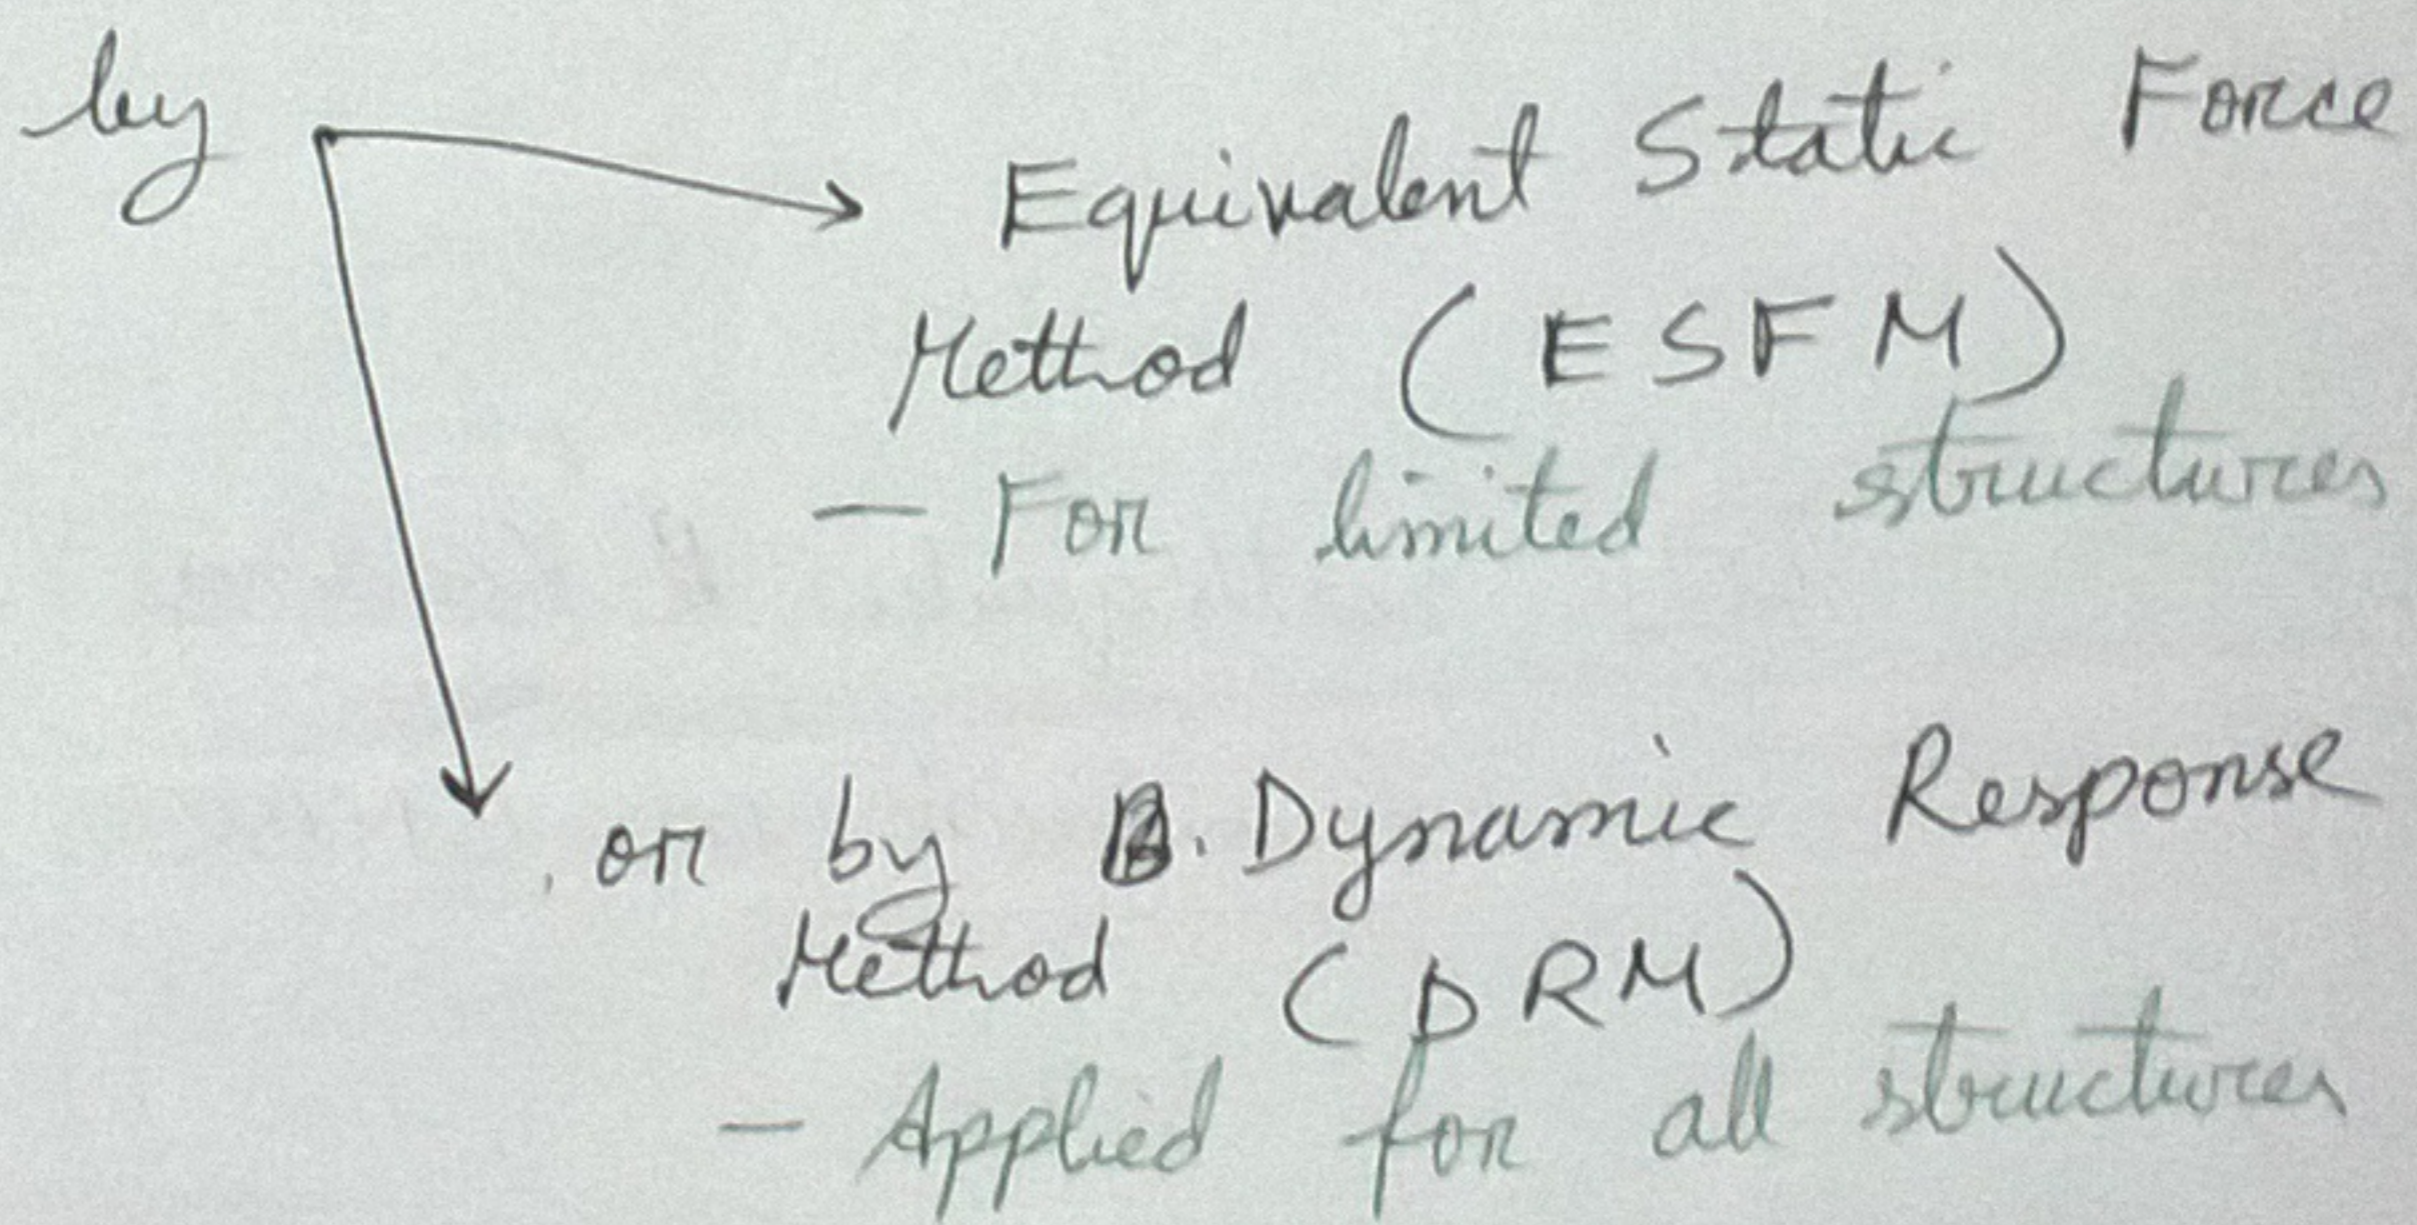 by
Equivalent Static Force
Method (ESFM)
- For limited structures
or by B. Dynamic Response
Method (DRM)
- Applied for all structures